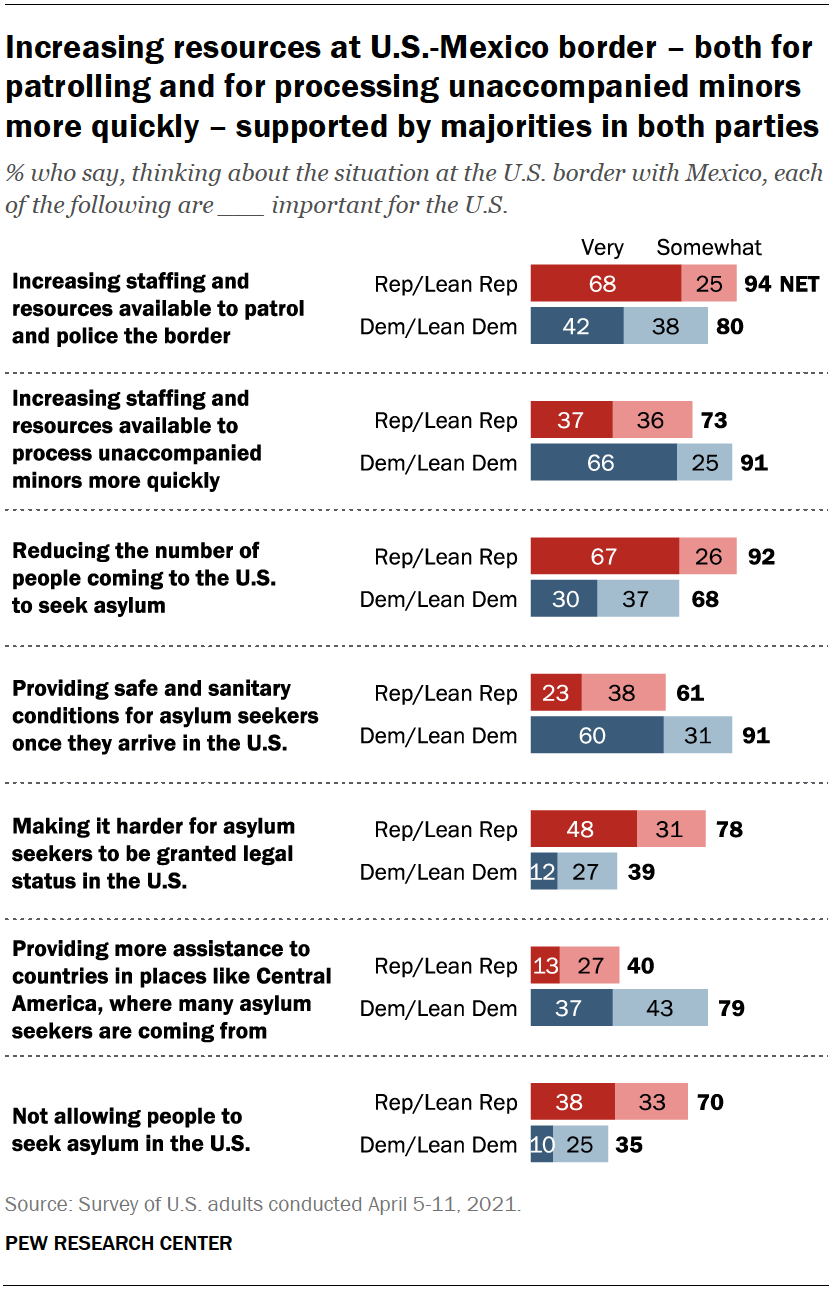 Increasing resources at U.S.-Mexico border – both for
patrolling and for processing unaccompanied minors
more quickly – supported by majorities in both parties
% who say, thinking about the situation at the U.S. border with Mexico, each
of the following are ___ important for the U.S.
Very Somewhat
Increasing staffing and
resources available to patrol
and police the border
Rep/Lean Rep 68 25 94 NET
Dem/Lean Dem 42 38 80
Increasing staffing and
resources available to
process unaccompanied
minors more quickly
Rep/Lean Rep 37 36 73
Dem/Lean Dem 66 25 91
Reducing the number of
people coming to the U.S.
to seek asylum
Rep/Lean Rep 67 26 92
Dem/Lean Dem 30 37 68
Providing safe and sanitary
conditions for asylum seekers
once they arrive in the U.S.
Rep/Lean Rep 23 38 61
Dem/Lean Dem 60 31 91
Making it harder for asylum
seekers to be granted legal
status in the U.S.
Rep/Lean Rep 48 31 78
Dem/Lean Dem 12 27 39
Providing more assistance to
countries in places like Central
America, where many asylum
seekers are coming from
Rep/Lean Rep 13 27 40
Dem/Lean Dem 37 43 79
Not allowing people to
seek asylum in the U.S.
Rep/Lean Rep 38 33 70
Dem/Lean Dem 10 25 35
Source: Survey of U.S. adults conducted April 5-11, 2021.
PEW RESEARCH CENTER